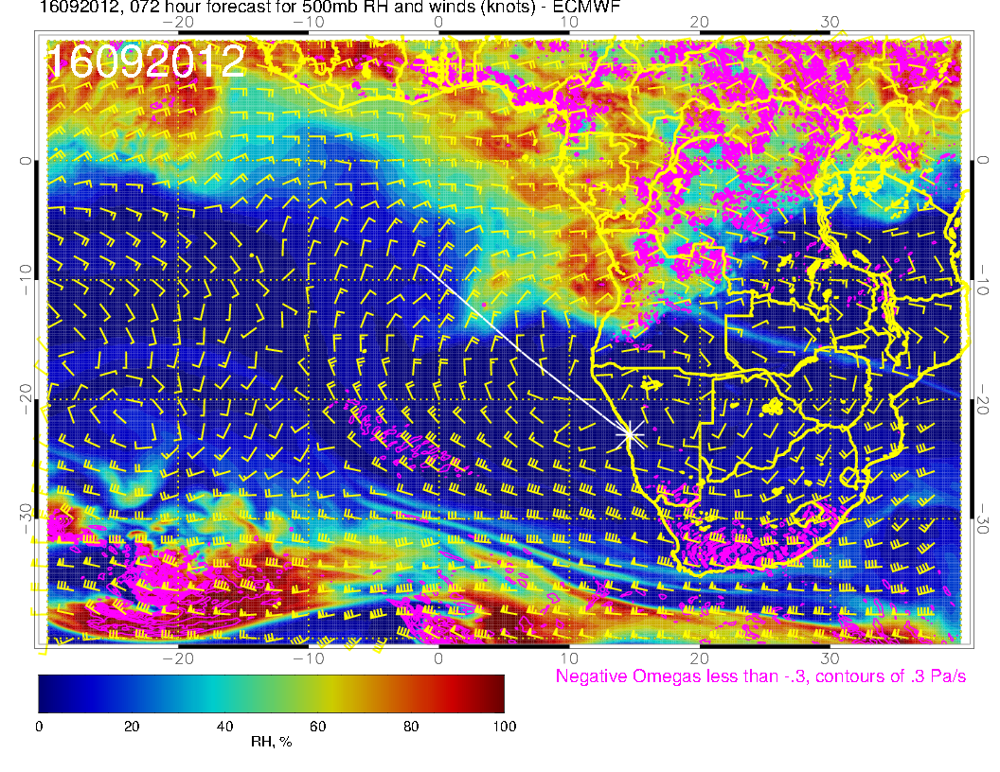 16092012, 072 hour forecast for 500mb RH and winds (knots) - ECMWF
-20 -10 0 10 20 30
16092012
0 0
-10 -10
-20 -20
-30 -30
-20 -10 0 10 20 30
Negative Omegas less than -.3, contours of .3 Pa/s
0 20 40 60 80 100
RH, %